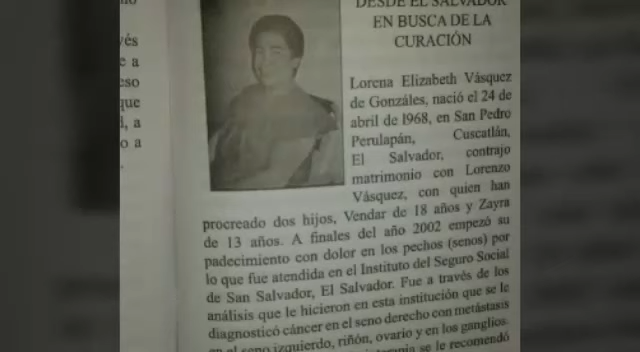 DESDE EL SALVADOR
EN BUSCA DE LA
CURACIÓN
Lorena Elizabeth Vásquez
de Gonzáles, nació el 24 de
abril de 1968, en San Pedro
Perulapán, Cuscatlán,
El Salvador, contrajo
matrimonio con Lorenzo
Vásquez, con quien han
procreado dos hijos, Vendar de 18 años y Zayra
de 13 años. A finales del año 2002 empezó su
padecimiento con dolor en los pechos (senos) por
lo que fue atendida en el Instituto del Seguro Social
de San Salvador, El Salvador. Fue a través de los
análisis que le hicieron en esta institución que se le
diagnosticó cáncer en el seno derecho con metástasis
en el seno izquierdo, riñón, ovario y en los ganglios.
se le recomendó